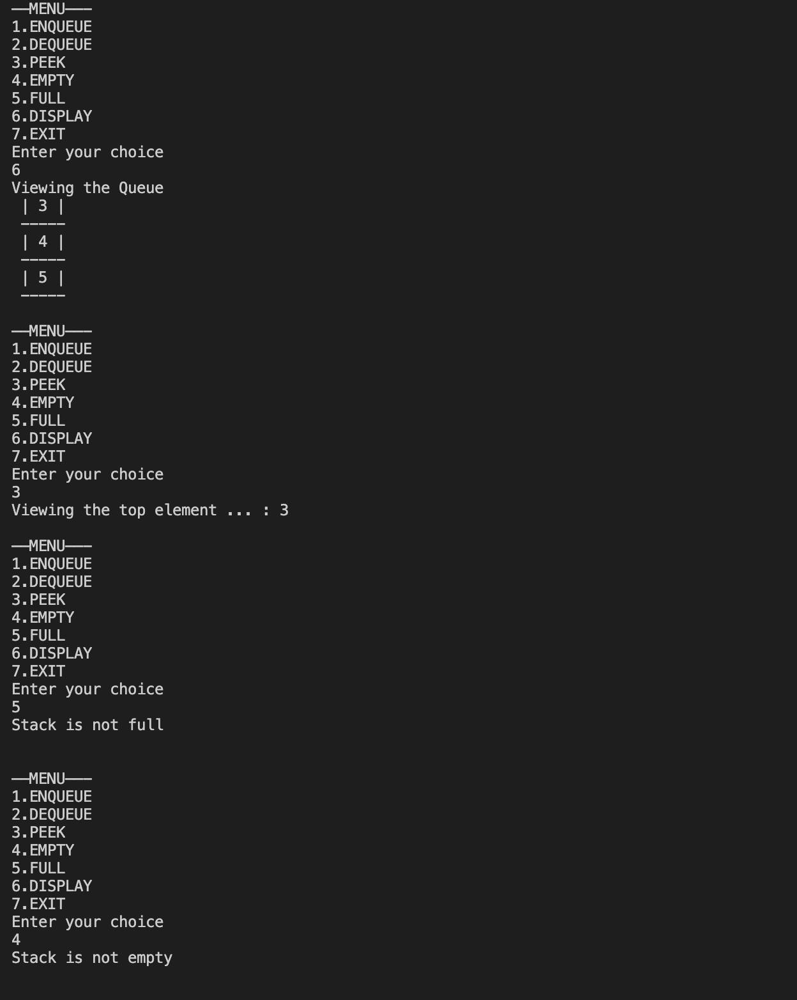 ——MENU———
1.ENQUEUE
2.DEQUEUE
3.PEEK
4.EMPTY
5.FULL
6.DISPLAY
7.EXIT
Enter your choice
6
Viewing the Queue
| 3 |
-----
| 4 |
-----
| 5 |
-----
——MENU———
1.ENQUEUE
2.DEQUEUE
3.PEEK
4.EMPTY
5.FULL
6.DISPLAY
7.EXIT
Enter your choice
3
Viewing the top element ... : 3
——MENU———
1.ENQUEUE
2.DEQUEUE
3.PEEK
4.EMPTY
5.FULL
6.DISPLAY
7.EXIT
Enter your choice
5
Stack is not full
——MENU———
1.ENQUEUE
2.DEQUEUE
3.PEEK
4.EMPTY
5.FULL
6.DISPLAY
7.EXIT
Enter your choice
4
Stack is not empty